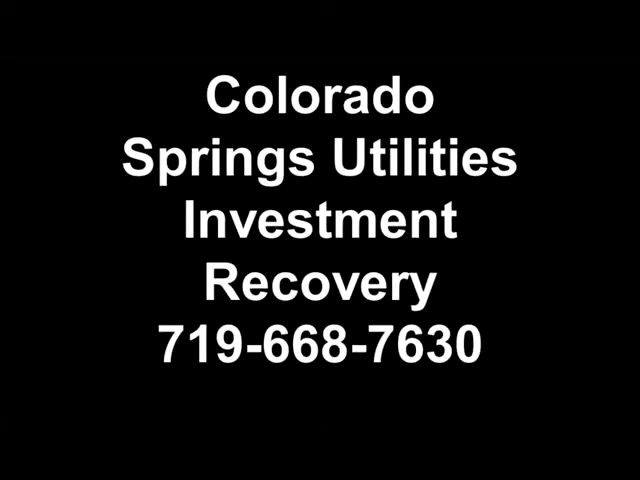 Colorado
Springs Utilities
Investment
Recovery
719-668-7630